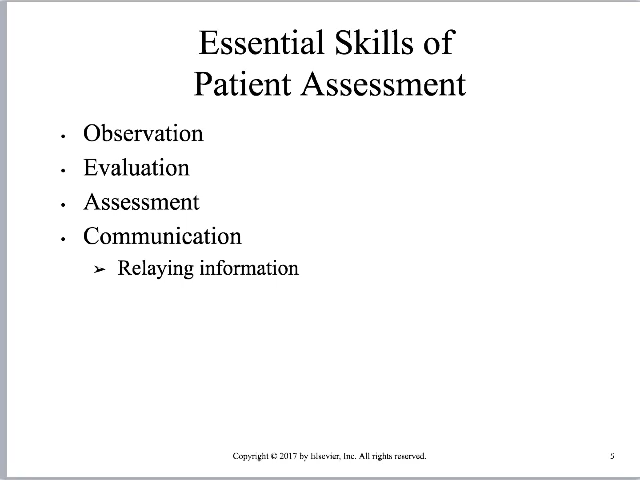 Essential Skills of
Patient Assessment
• Observation
• Evaluation
• Assessment
• Communication
➢ Relaying information
Copyright © 2017 by Elsevier, Inc. All rights reserved.
5